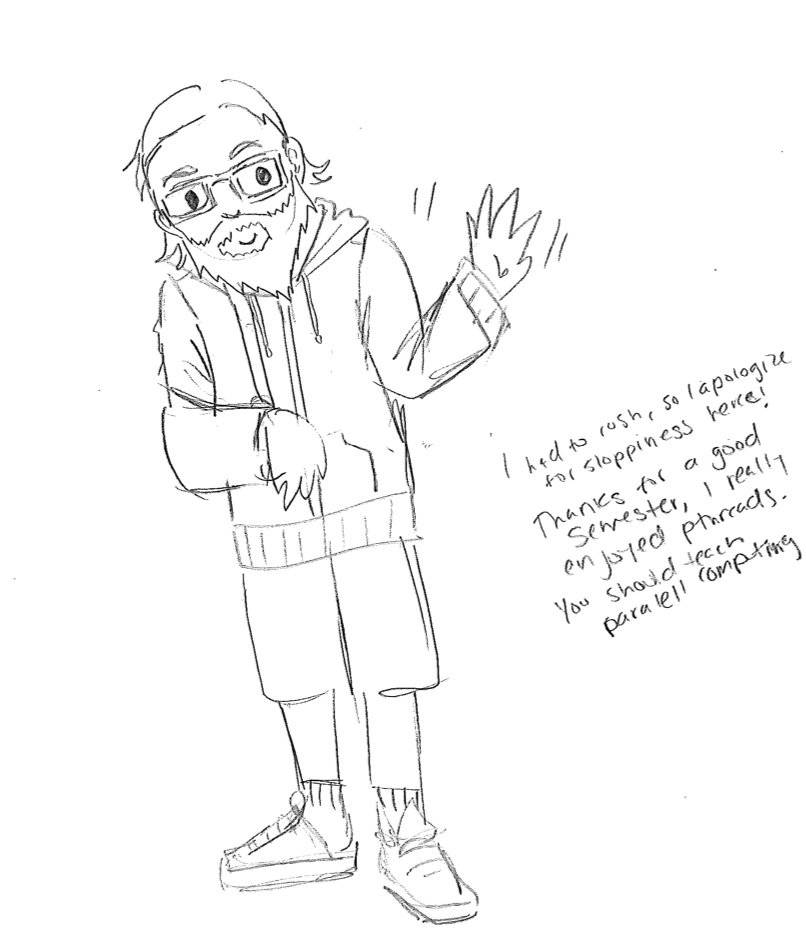 I had to rush, so I apologize
for sloppiness here!
Thanks for a good
semester, I really
enjoyed pthreads.
You should teach
paralell computing